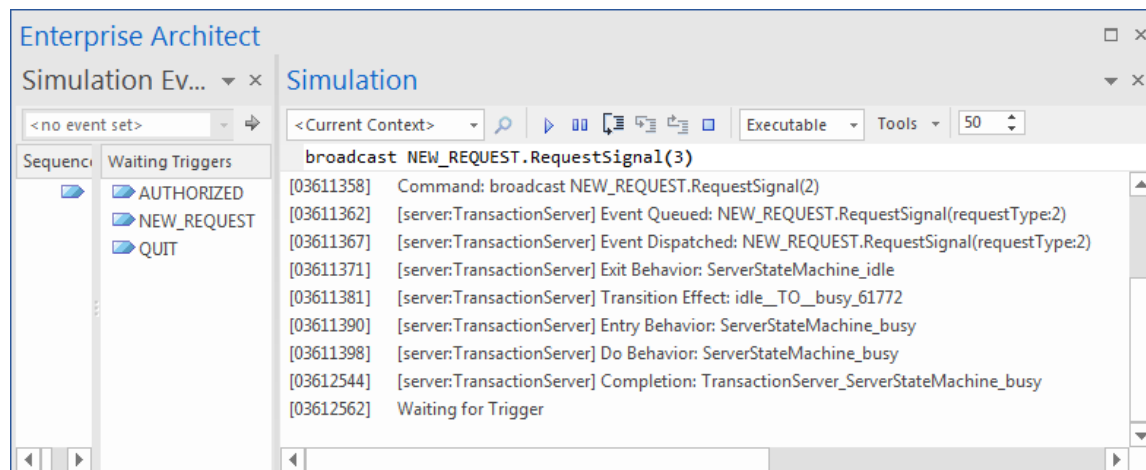 Enterprise Architect
Simulation Ev...
Simulation
<no event set>
<Current Context>
Executable
Tools
50
Sequence
Waiting Triggers
AUTHORIZED
NEW_REQUEST
QUIT
broadcast NEW_REQUEST.RequestSignal(3)
[03611358] Command: broadcast NEW_REQUEST.RequestSignal(2)
[03611362] [server:TransactionServer] Event Queued: NEW_REQUEST.RequestSignal(requestType:2)
[03611367] [server:TransactionServer] Event Dispatched: NEW_REQUEST.RequestSignal(requestType:2)
[03611371] [server:TransactionServer] Exit Behavior: ServerStateMachine_idle
[03611381] [server:TransactionServer] Transition Effect: idle__TO__busy_61772
[03611390] [server:TransactionServer] Entry Behavior: ServerStateMachine_busy
[03611398] [server:TransactionServer] Do Behavior: ServerStateMachine_busy
[03612544] [server:TransactionServer] Completion: TransactionServer_ServerStateMachine_busy
[03612562] Waiting for Trigger